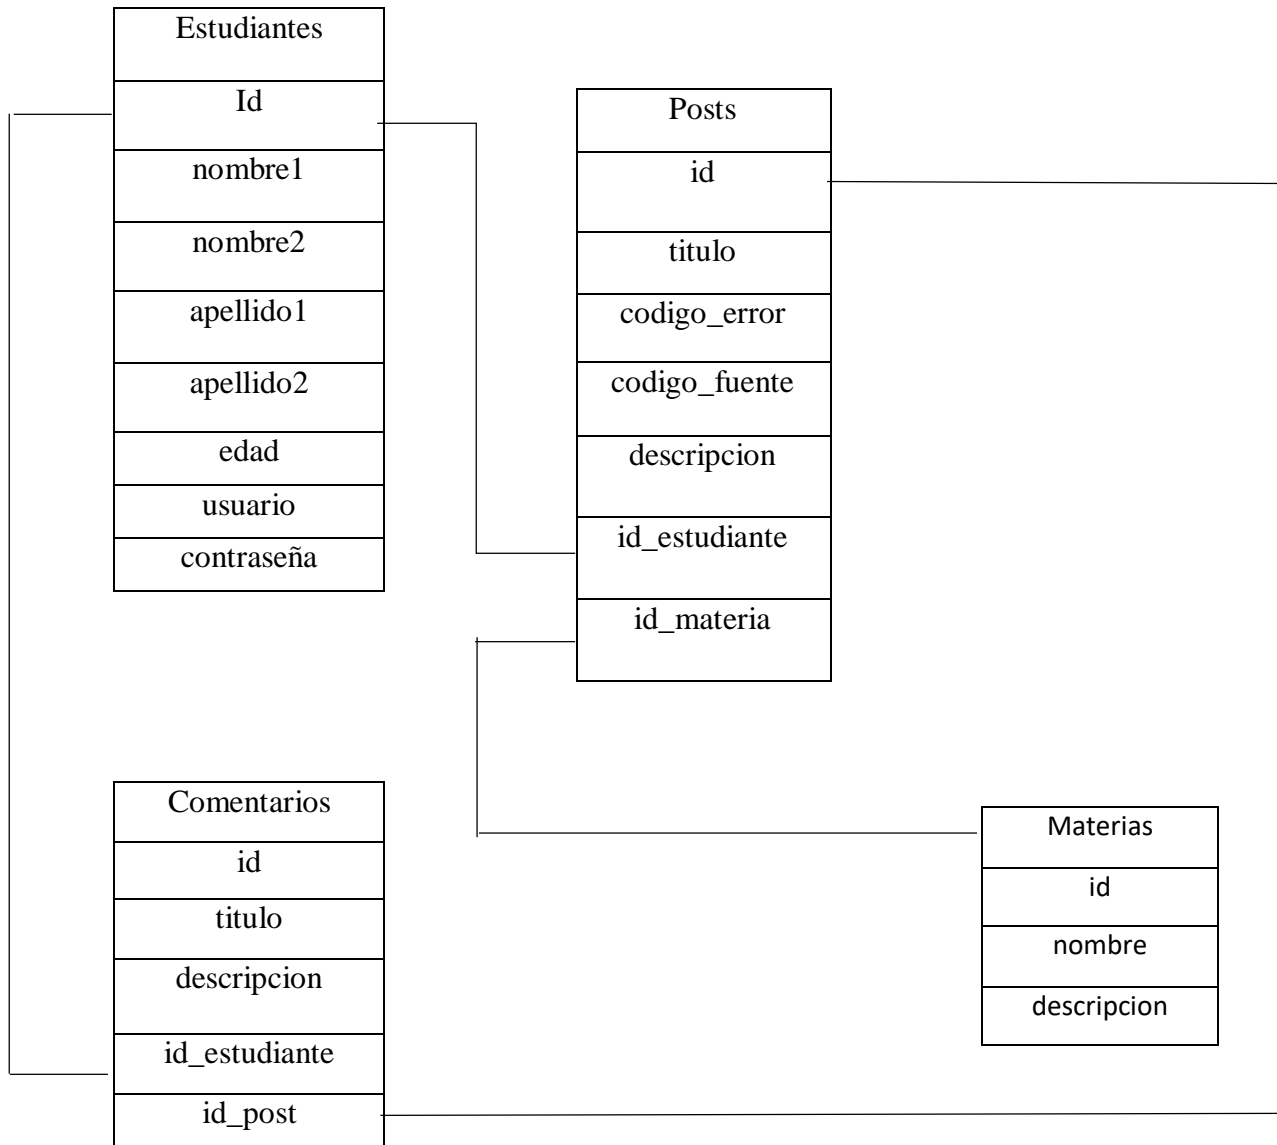 Estudiantes
Id
nombre1
nombre2
apellido1
apellido2
edad
usuario
contraseña
Posts
id
titulo
codigo_error
codigo_fuente
descripcion
id_estudiante
id_materia
Comentarios
id
titulo
descripcion
id_estudiante
id_post
Materias
id
nombre
descripcion